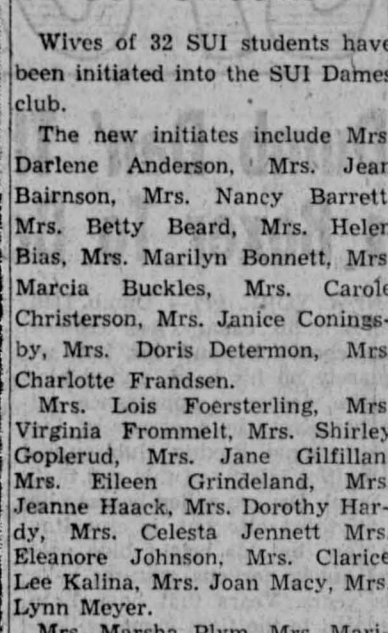 Wives of 32 SUI students have
been initiated into the SUI Dames
club.
The new initiates include Mrs
Darlene Anderson, Mrs. Jean
Bairnson, Mrs. Nancy Barrett
Mrs. Betty Beard, Mrs. Helen
Bias, Mrs. Marilyn Bonnett, Mrs
Marcia Buckles, Mrs. Carole
Christerson, Mrs. Janice Conings-
by, Mrs. Doris Determon, Mrs
Charlotte Frandsen.
Mrs. Lois Foersterling, Mrs
Virginia Frommelt, Mrs. Shirley
Goplerud, Mrs. Jane Gilfillan
Mrs. Eileen Grindeland, Mrs
Jeanne Haack, Mrs. Dorothy Har-
dy, Mrs. Celesta Jennett Mrs
Eleanore Johnson, Mrs. Clarice
Lee Kalina, Mrs. Joan Macy, Mrs
Lynn Meyer.
Mrs. Marsha Plum, Mrs.